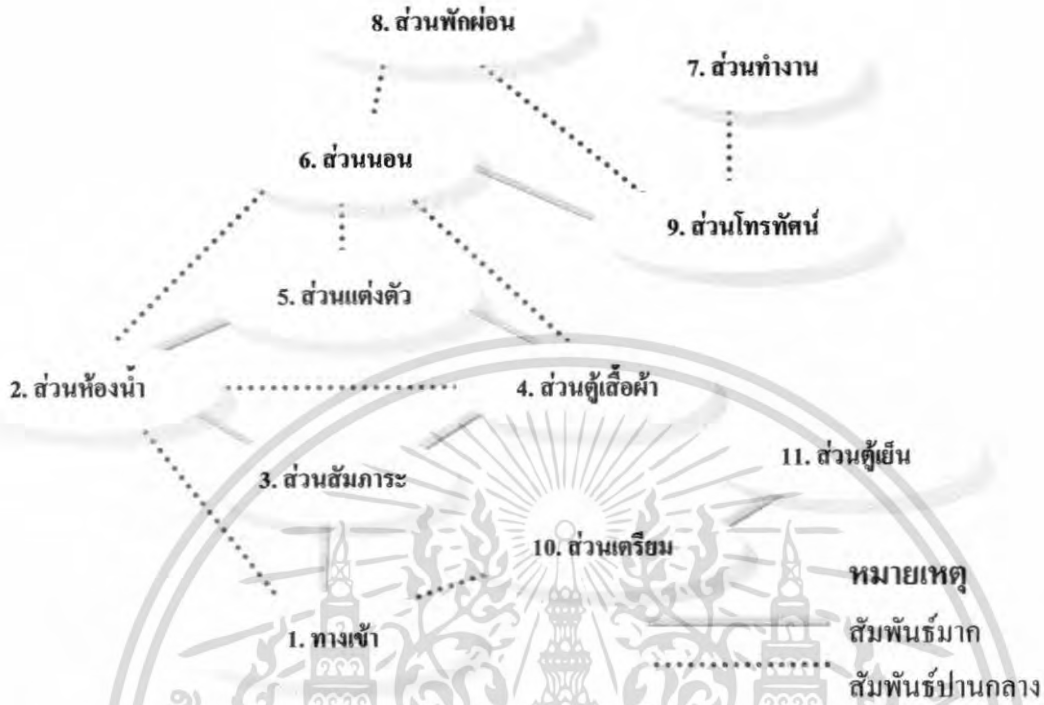 8. ส่วนพักผ่อน
7. ส่วนทำงาน
6. ส่วนนอน
9. ส่วนโทรทัศน์
5. ส่วนแต่งตัว
2. ส่วนห้องน้ำ
4. ส่วนตู้เสื้อผ้า
3. ส่วนสัมภาระ
11. ส่วนตู้เย็น
10. ส่วนเตรียม
หมายเหตุ
1. ทางเข้า
สัมพันธ์มาก
สัมพันธ์ปานกลาง